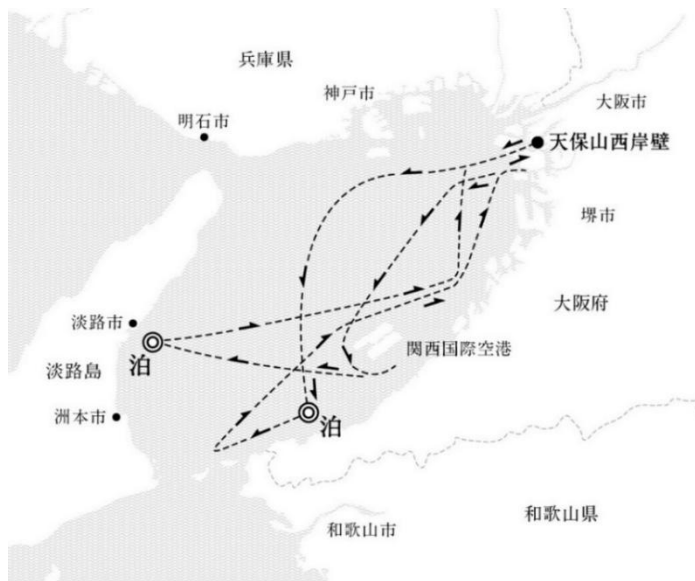 兵庫県
神戸市
明石市
大阪市
天保山西岸壁
堺市
大阪府
淡路市
関西国際空港
泊
淡路島
洲本市
泊
和歌山県
和歌山市